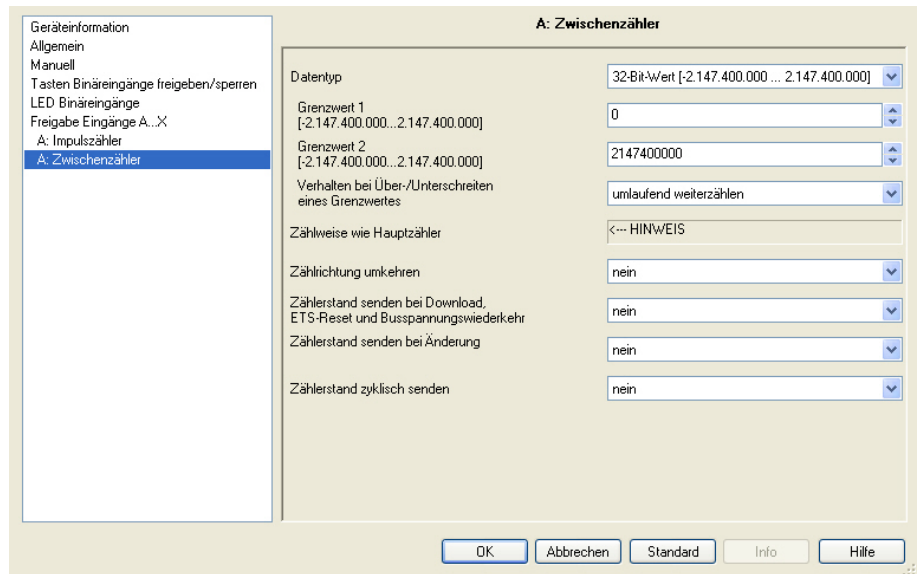 Geräteinformation
Allgemein
Manuell
Tasten Binäreingänge freigeben/sperren
LED Binäreingänge
Freigabe Eingänge A...X
A: Impulszähler
A: Zwischenzähler
A: Zwischenzähler
Datentyp
32-Bit-Wert [-2.147.400.000 ... 2.147.400.000]
Grenzwert 1
[-2.147.400.000...2.147.400.000]
0
Grenzwert 2
[-2.147.400.000...2.147.400.000]
2147400000
Verhalten bei Über-/Unterschreiten
eines Grenzwertes
umlaufend weiterzählen
Zählweise wie Hauptzähler
<--- HINWEIS
Zählrichtung umkehren
nein
Zählerstand senden bei Download,
ETS-Reset und Busspannungswiederkehr
nein
Zählerstand senden bei Änderung
nein
Zählerstand zyklisch senden
nein
OK
Abbrechen
Standard
Info
Hilfe